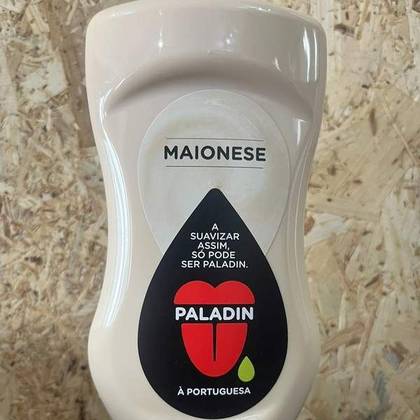 MAIONESE
A
SUAVIZAR
ASSIM,
SÓ PODE
SER PALADIN.
PALADIN
À PORTUGUESA